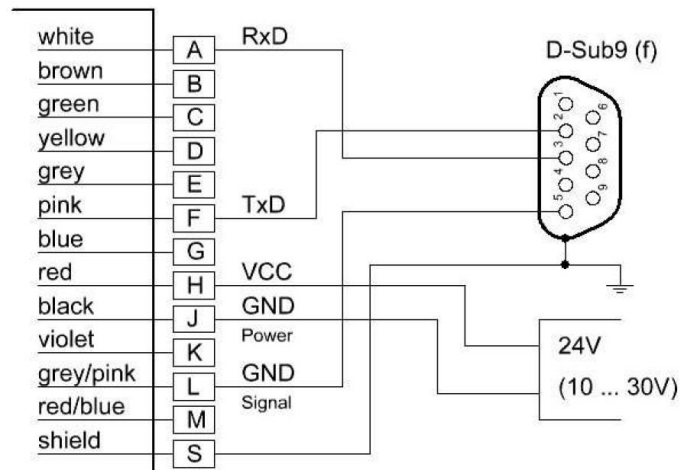 white A RxD
D-Sub9 (f)
brown B
green C
yellow D
grey E
pink F TxD
blue G
red H VCC
black J GND
Power
violet K
grey/pink L GND
Signal
red/blue M
shield S
1
2
3
4
5
6
7
8
9
24V
(10 ... 30V)